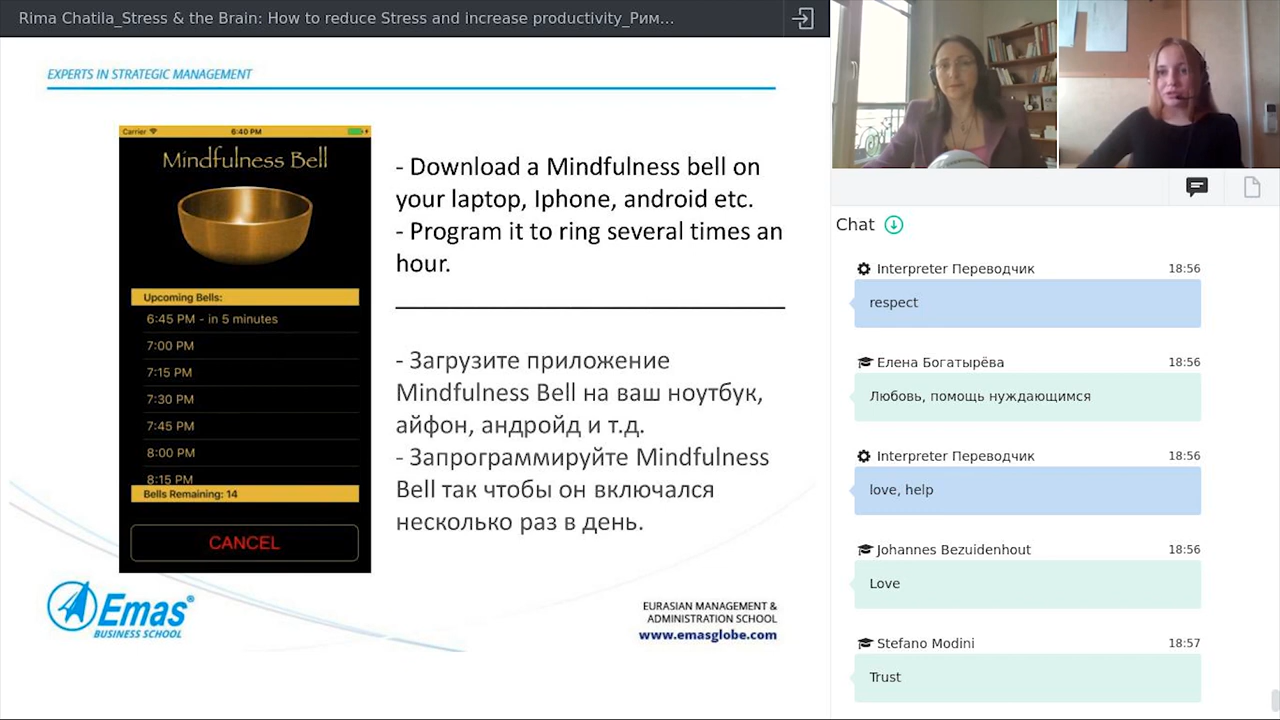 Rima Chatila_Stress & the Brain: How to reduce Stress and increase productivity_Рим...
EXPERTS IN STRATEGIC MANAGEMENT
Carrier 6:40 PM
Mindfulness Bell
Upcoming Bells:
6:45 PM - in 5 minutes
7:00 PM
7:15 PM
7:30 PM
7:45 PM
8:00 PM
8:15 PM
Bells Remaining: 14
CANCEL
- Download a Mindfulness bell on
your laptop, Iphone, android etc.
- Program it to ring several times an
hour.
- Загрузите приложение
Mindfulness Bell на ваш ноутбук,
айфон, андройд и т.д.
- Запрограммируйте Mindfulness
Bell так чтобы он включался
несколько раз в день.
Emas®
BUSINESS SCHOOL
EURASIAN MANAGEMENT &
ADMINISTRATION SCHOOL
www.emasglobe.com
Chat
Interpreter Переводчик 18:56
respect
Елена Богатырёва 18:56
Любовь, помощь нуждающимся
Interpreter Переводчик 18:56
love, help
Johannes Bezuidenhout 18:56
Love
Stefano Modini 18:57
Trust